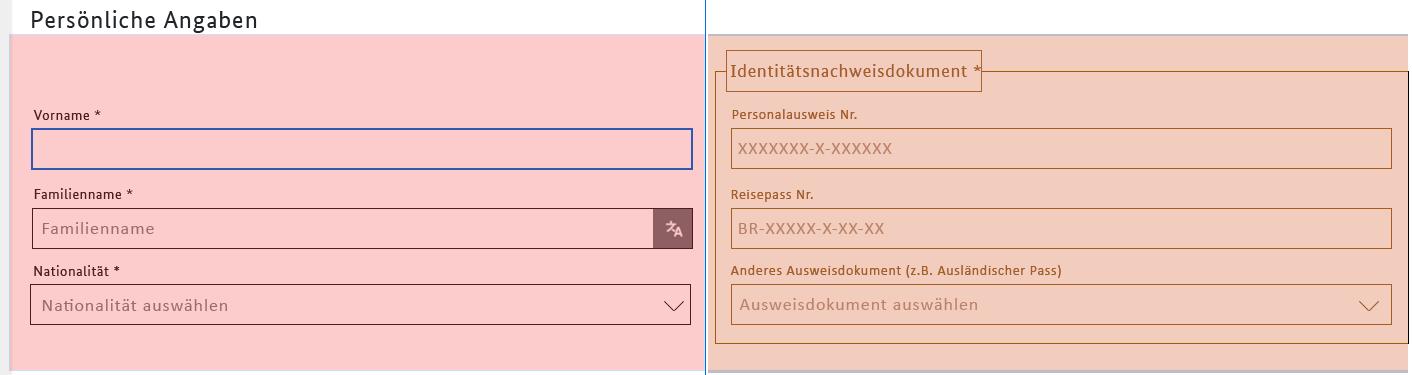 Persönliche Angaben
Vorname *
Familienname *
Familienname
Nationalität *
Nationalität auswählen
Identitätsnachweisdokument *
Personalausweis Nr.
XXXXXXX-X-XXXXXX
Reisepass Nr.
BR-XXXXX-X-XX-XX
Anderes Ausweisdokument (z.B. Ausländischer Pass)
Ausweisdokument auswählen